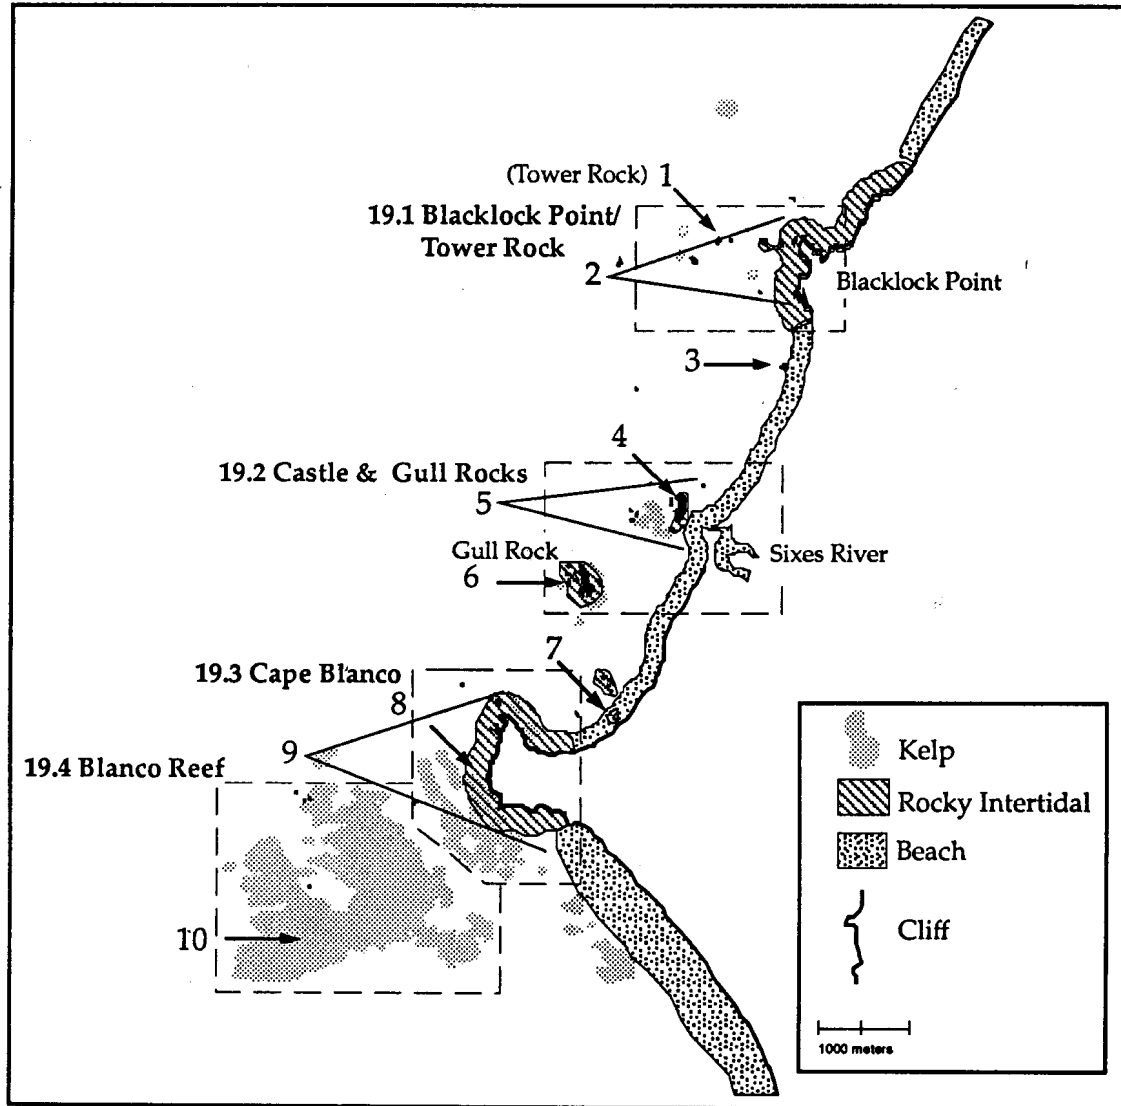 (Tower Rock) 1
19.1 Blacklock Point/
Tower Rock
2
Blacklock Point
3
4
19.2 Castle & Gull Rocks
5
Gull Rock
6
Sixes River
7
19.3 Cape Blanco
8
9
19.4 Blanco Reef
10
Kelp
Rocky Intertidal
Beach
Cliff
1000 meters